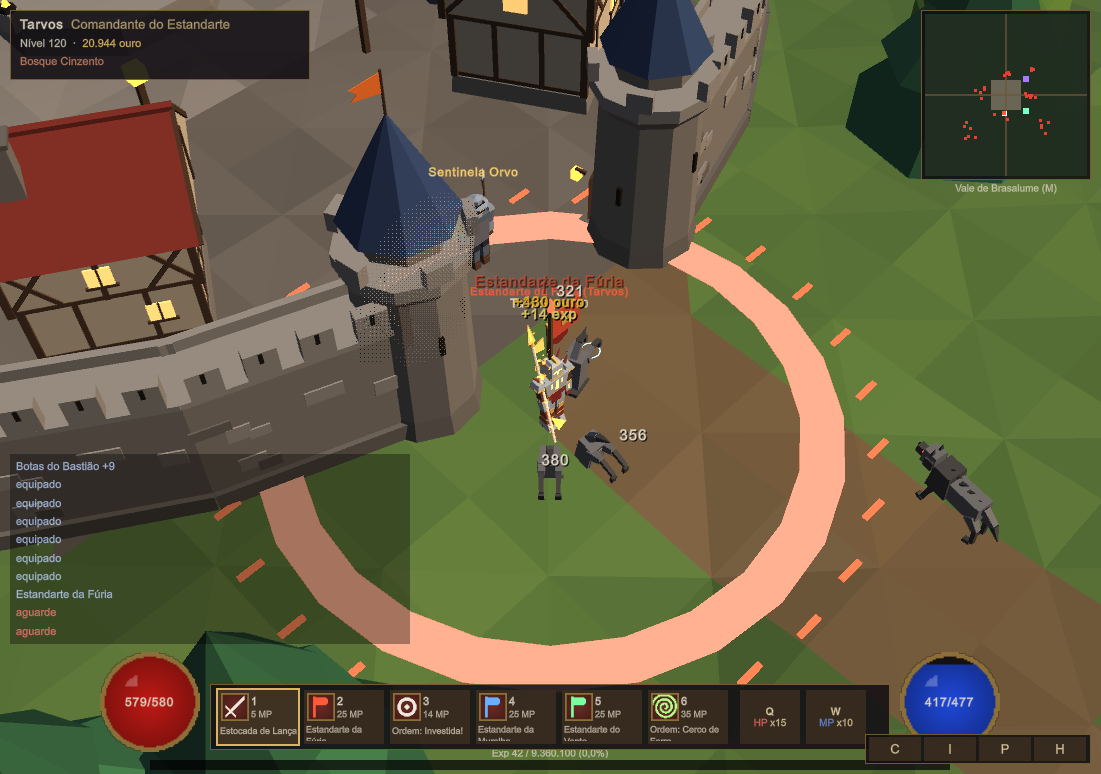 Tarvos Comandante do Estandarte
Nível 120 · 20.944 ouro
Bosque Cinzento
Vale de Brasalume (M)
Sentinela Orvo
Estandarte da Fúria
321
+430 ouro
+14 exp
356
380
Botas do Bastião +9
equipado
equipado
equipado
equipado
equipado
equipado
Estandarte da Fúria
aguarde
aguarde
579/580
1
5 MP
Estocada de Lança
2
25 MP
Estandarte da
3
14 MP
Ordem: Investida!
4
25 MP
Estandarte da
5
25 MP
Estandarte do
6
35 MP
Ordem: Cerco de
Q
HP x15
W
MP x10
417/477
Exp 42 / 9.360.100 (0,0%)
C
I
P
H